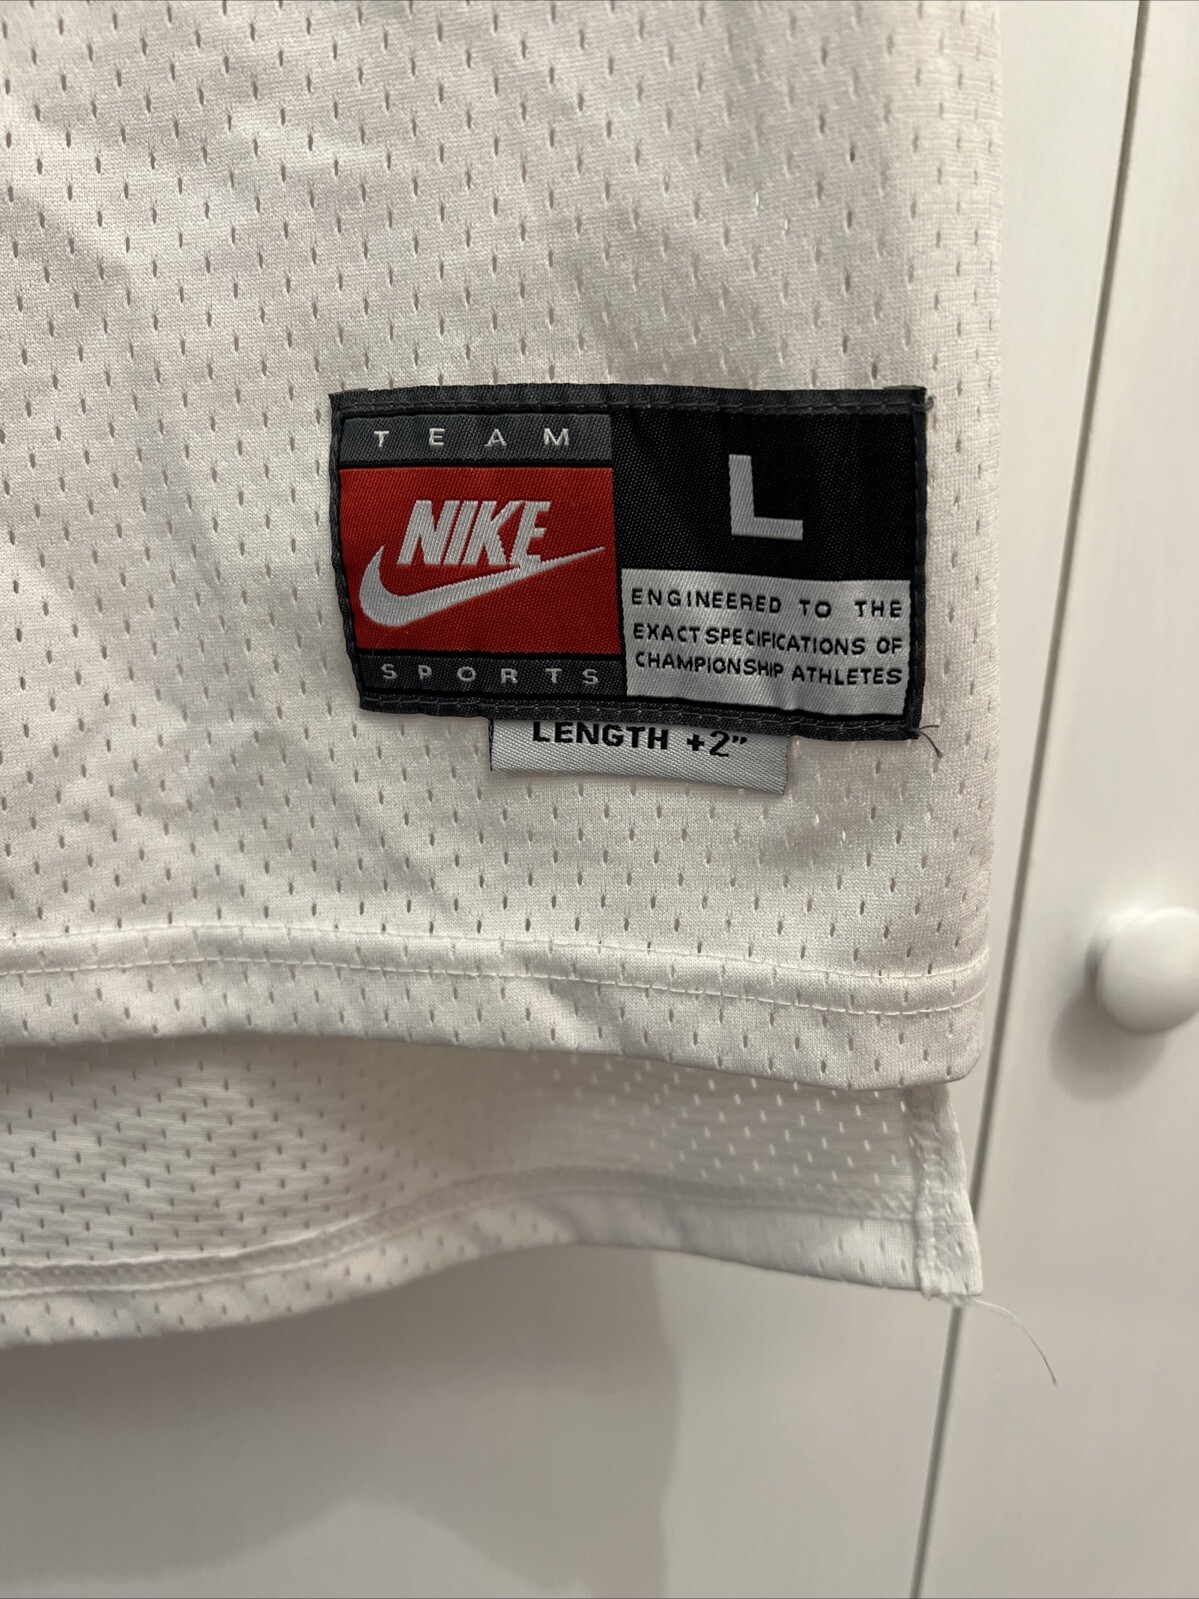 TEAM
NIKE
SPORTS
L
ENGINEERED TO THE
EXACT SPECIFICATIONS OF
CHAMPIONSHIP ATHLETES
LENGTH +2"